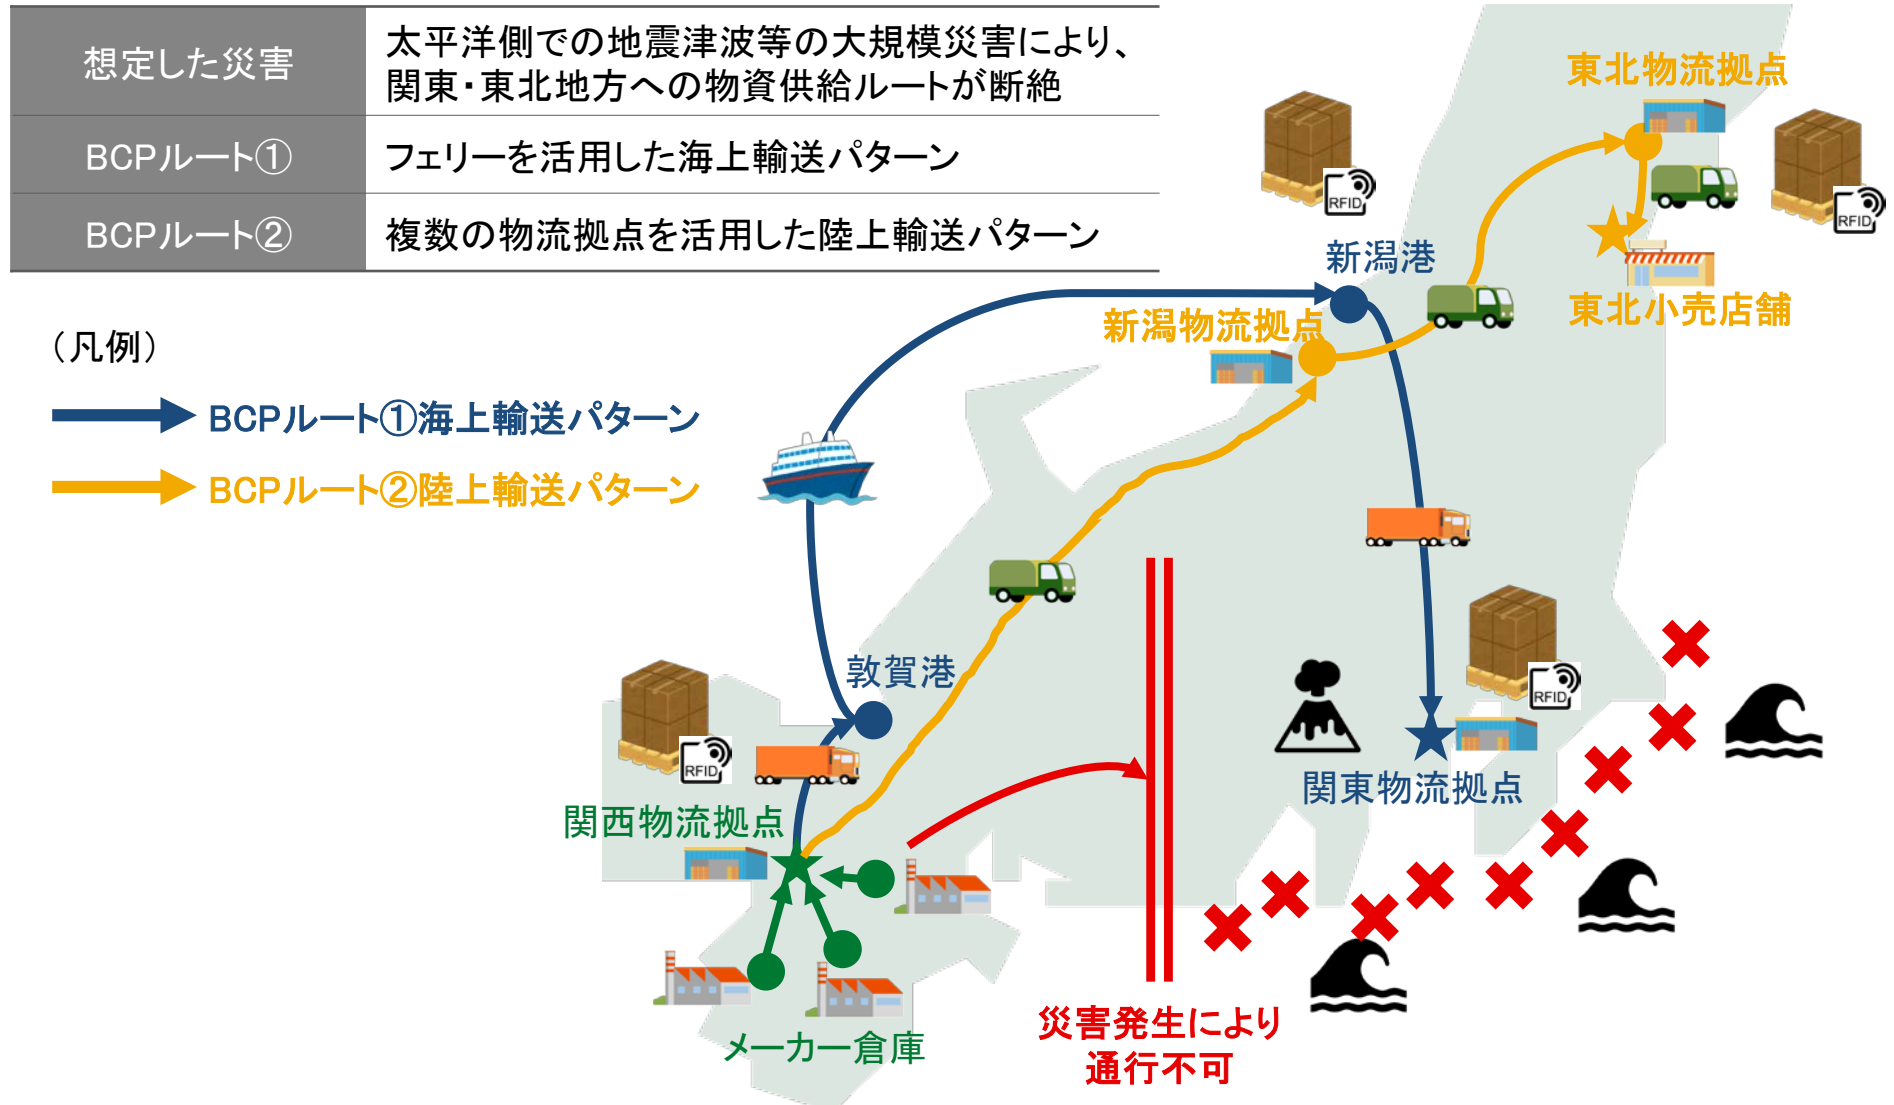 想定した災害
太平洋側での地震津波等の大規模災害により、
関東・東北地方への物資供給ルートが断絶
BCPルート①
フェリーを活用した海上輸送パターン
BCPルート②
複数の物流拠点を活用した陸上輸送パターン
（凡例）
BCPルート①海上輸送パターン
BCPルート②陸上輸送パターン
東北物流拠点
RFID
RFID
新潟港
東北小売店舗
新潟物流拠点
敦賀港
RFID
RFID
関東物流拠点
関西物流拠点
メーカー倉庫
災害発生により
通行不可